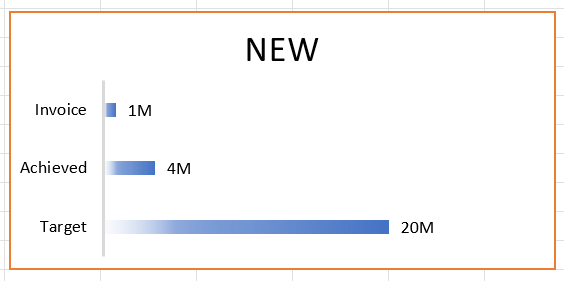 NEW
Invoice 1M
Achieved 4M
Target 20M